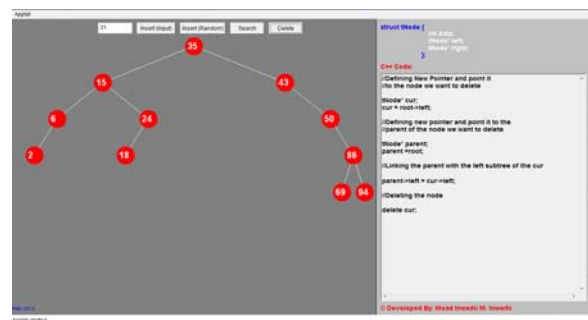 Applet
31 Insert (Input) Insert (Random) Search Delete
35
15 43
6 24 50
2 18 86
69 94
struct tNode {
int data;
tNode* left;
tNode* right;
};
C++ Code:
//Defining New Pointer and point it
//to the node we want to delete
tNode* cur;
cur = root->left;
//Defining new pointer and point it to the
//parent of the node we want to delete
tNode* parent;
parent =root;
//Linking the parent with the left subtree of the cur
parent->left = cur->left;
//Deleting the node
delete cur;
© Developed By: